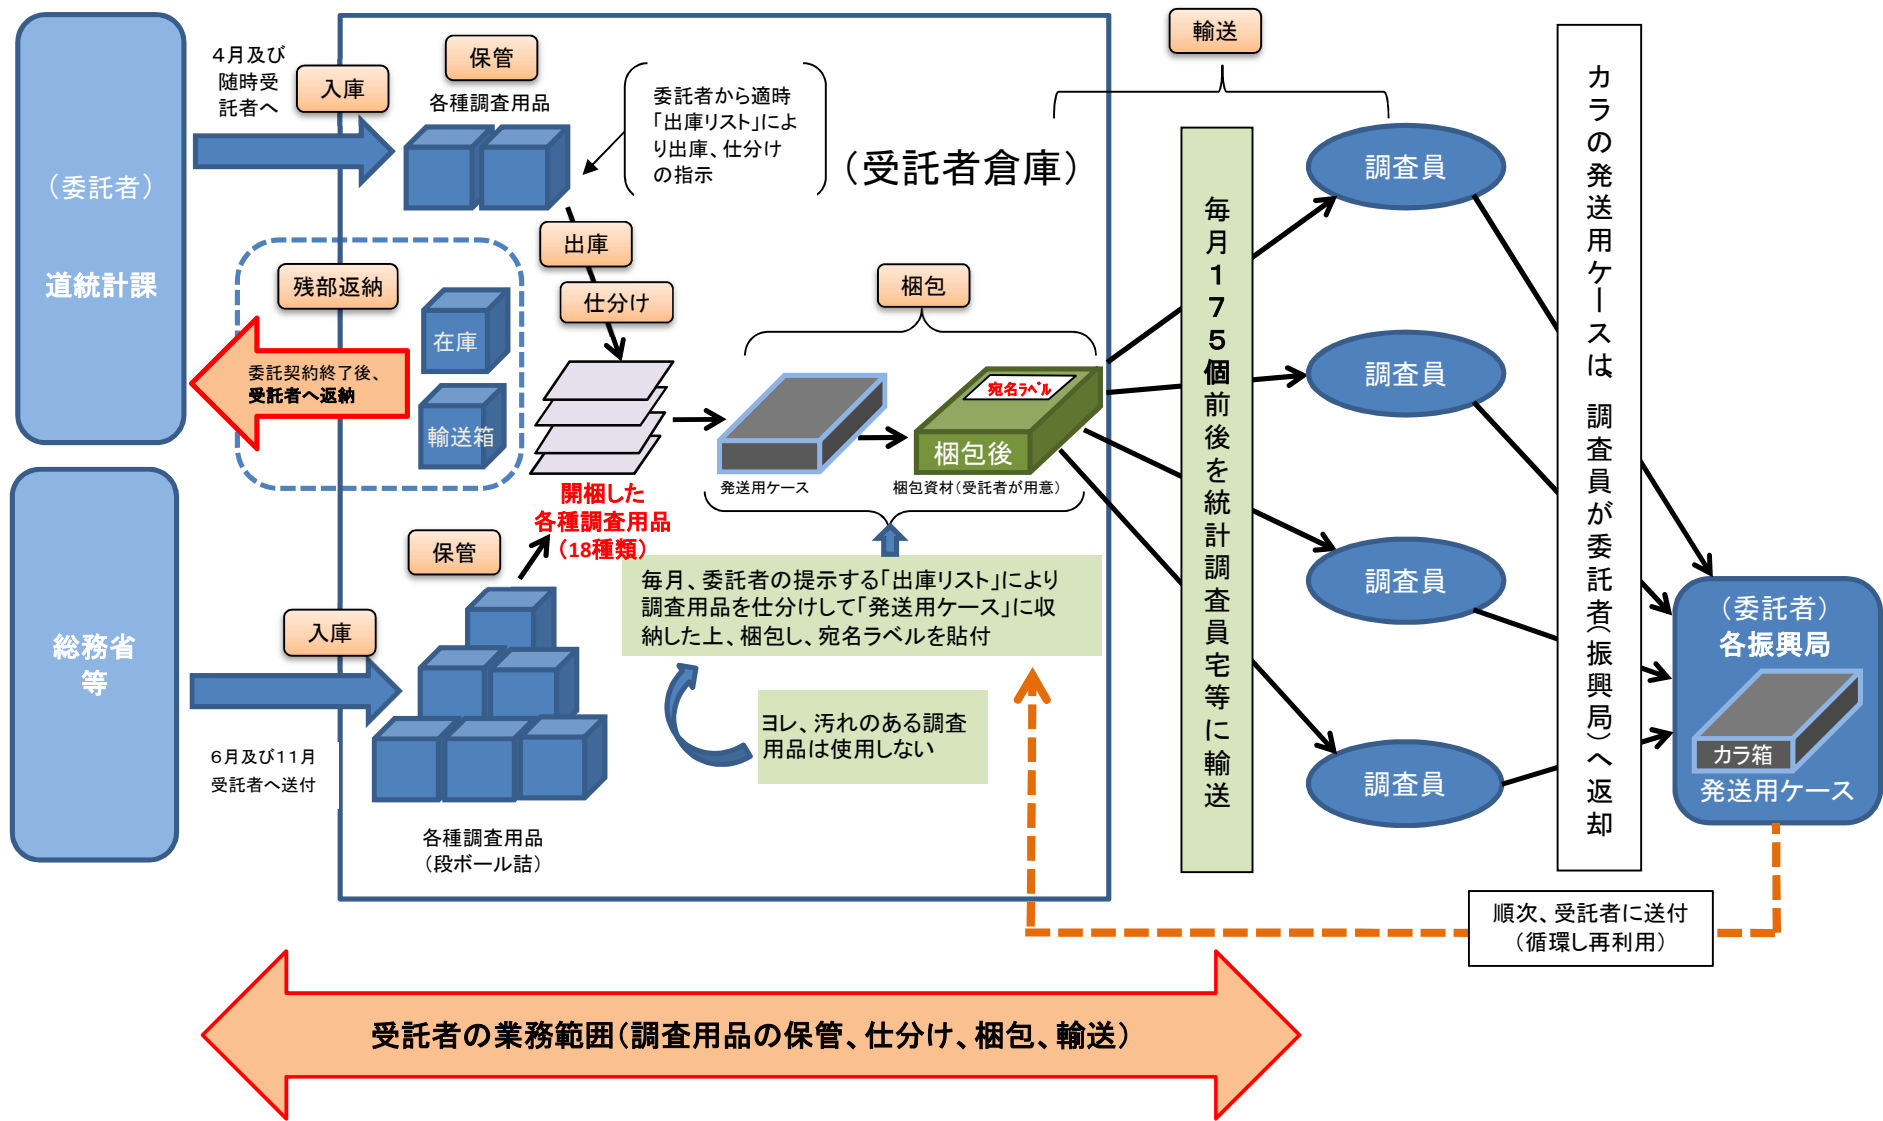 （委託者）
道統計課
総務省
等
４月及び
随時受
託者へ
入庫
保管
各種調査用品
委託者から適時
「出庫リスト」によ
り出庫、仕分け
の指示
（受託者倉庫）
出庫
仕分け
残部返納
在庫
輸送箱
委託契約終了後、
受託者へ返納
開梱した
各種調査用品
（18種類）
梱包
宛名ラベル
梱包後
発送用ケース
梱包資材（受託者が用意）
毎月、委託者の提示する「出庫リスト」により
調査用品を仕分けして「発送用ケース」に収
納した上、梱包し、宛名ラベルを貼付
ヨレ、汚れのある調査
用品は使用しない
保管
入庫
６月及び１１月
受託者へ送付
各種調査用品
（段ボール詰）
輸送
毎月１７５個前後を統計調査員宅等に輸送
調査員
調査員
調査員
調査員
カラの発送用ケースは、調査員が委託者（振興局）へ返却
（委託者）
各振興局
カラ箱
発送用ケース
順次、受託者に送付
（循環し再利用）
受託者の業務範囲（調査用品の保管、仕分け、梱包、輸送）